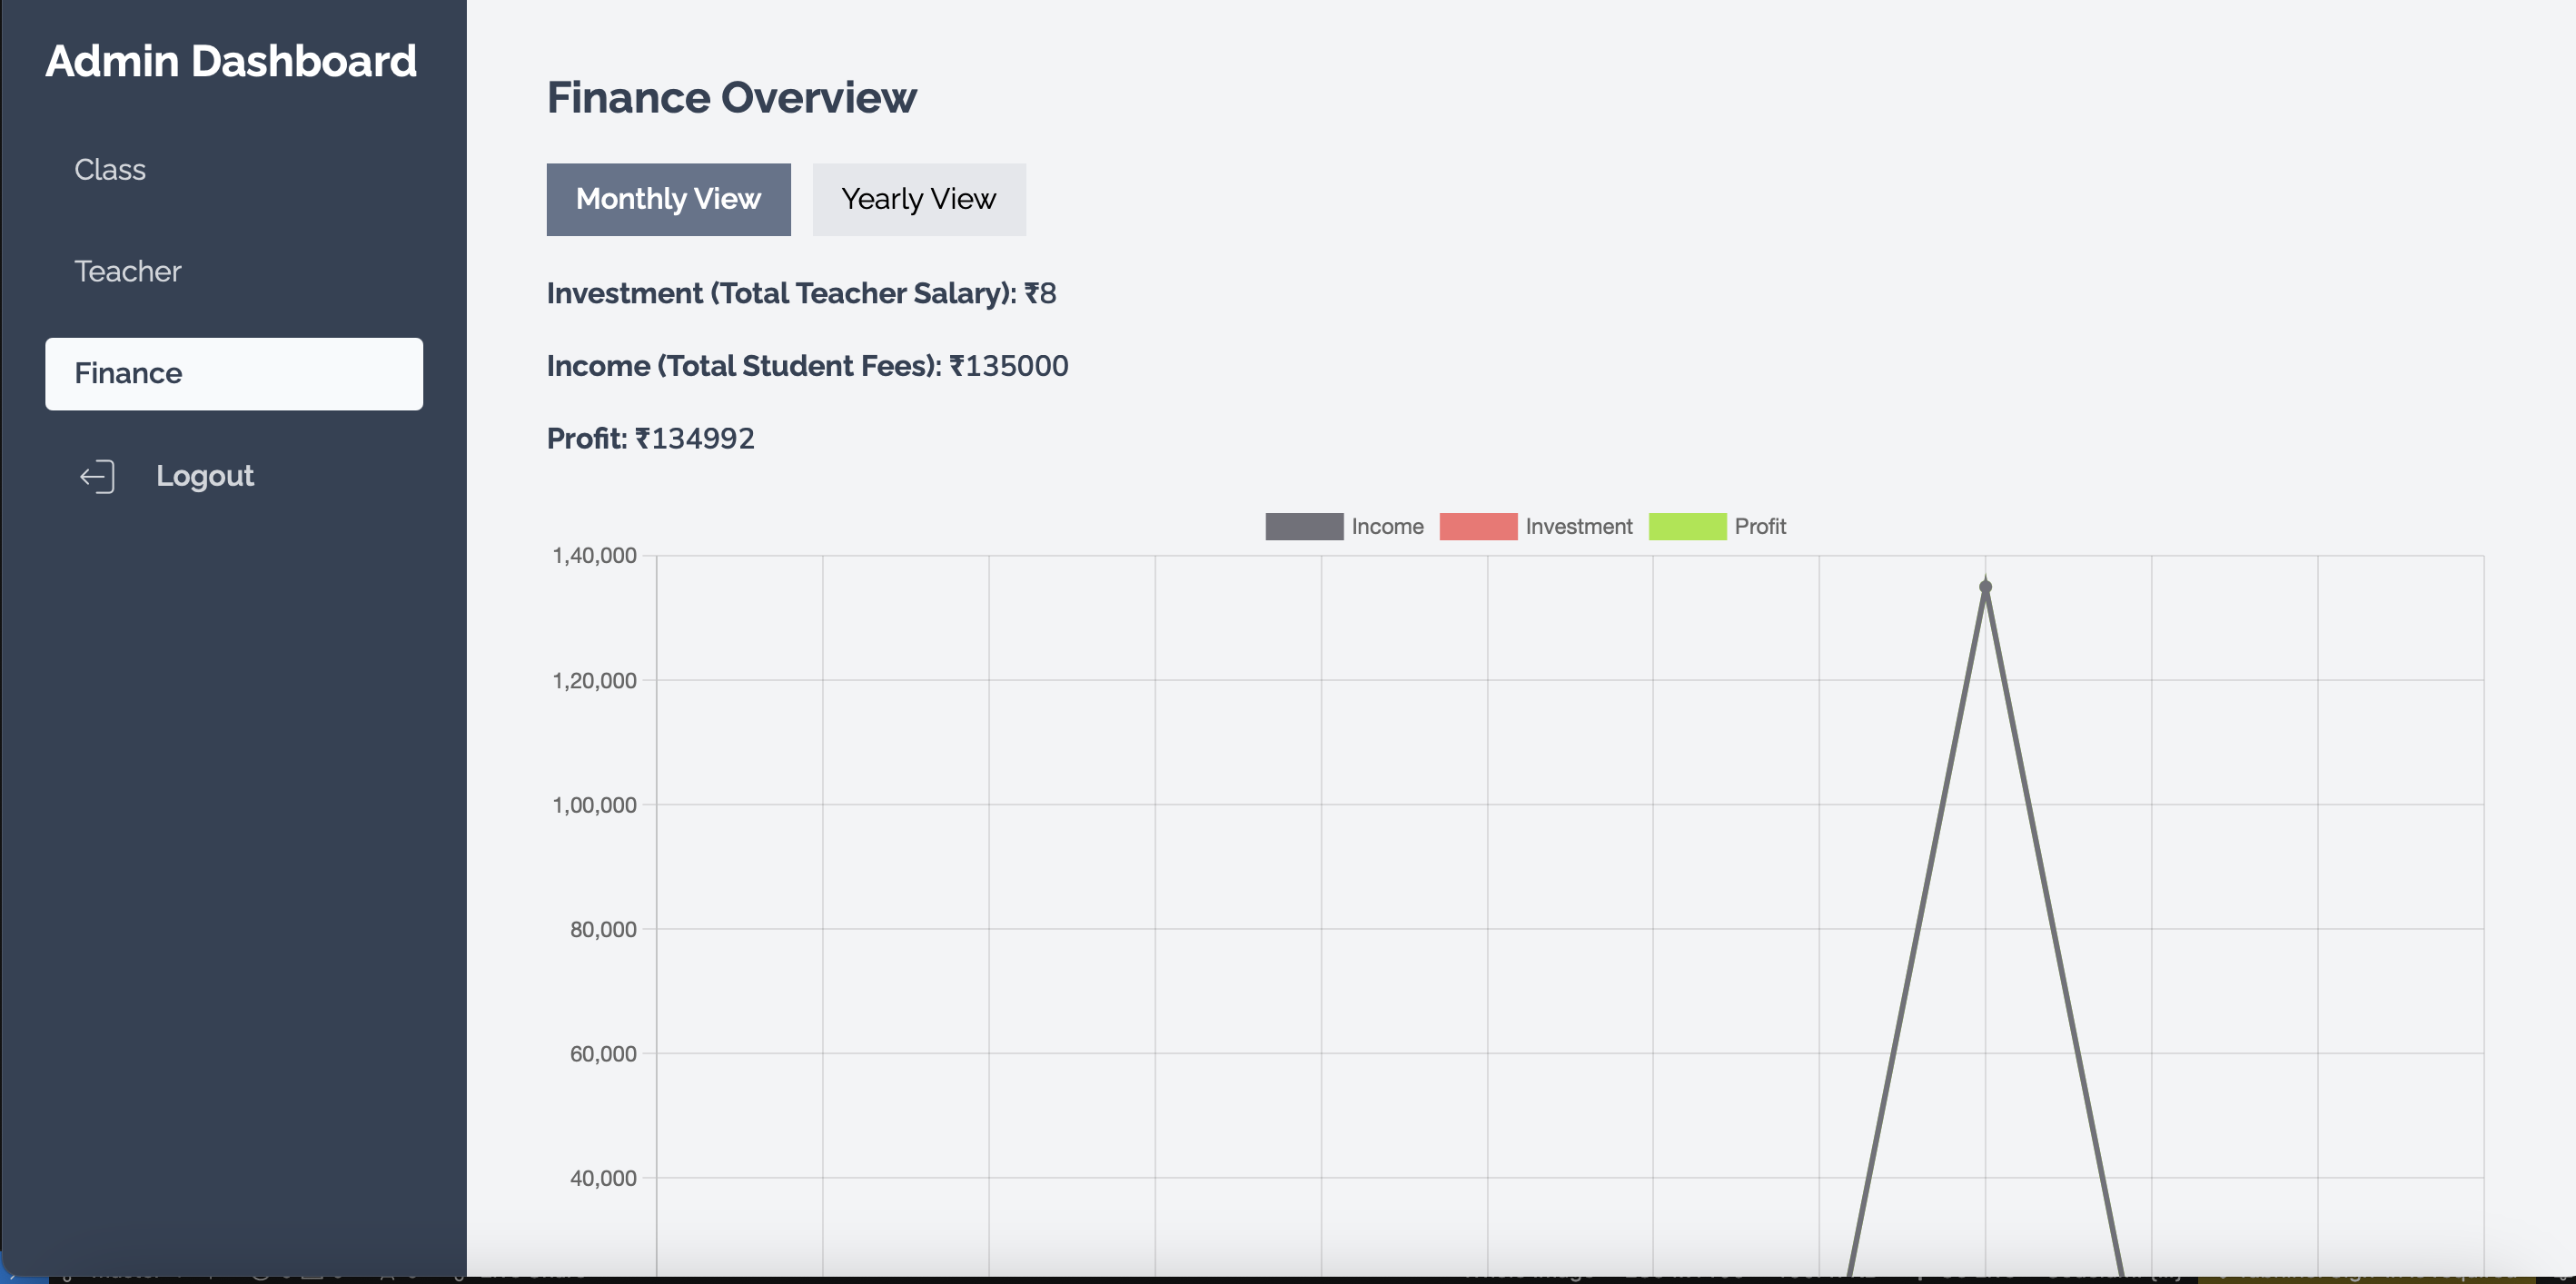 Admin Dashboard
Class
Teacher
Finance
Logout
Finance Overview
Monthly View
Yearly View
Investment (Total Teacher Salary): ₹8
Income (Total Student Fees): ₹135000
Profit: ₹134992
Income
Investment
Profit
1,40,000
1,20,000
1,00,000
80,000
60,000
40,000